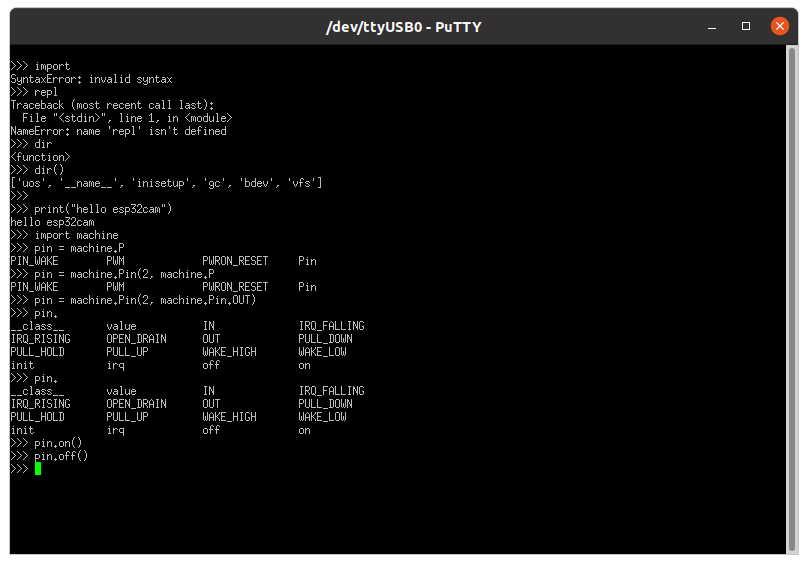 /dev/ttyUSB0 - PuTTY
>>> import
SyntaxError: invalid syntax
>>> repl
Traceback (most recent call last):
  File "<stdin>", line 1, in <module>
NameError: name 'repl' isn't defined
>>> dir
<function>
>>> dir()
['uos', '__name__', 'inisetup', 'gc', 'bdev', 'vfs']
>>>
>>> print("hello esp32cam")
hello esp32cam
>>> import machine
>>> pin = machine.P
PIN_WAKE        PWM             PWRON_RESET     Pin
>>> pin = machine.Pin(2, machine.P
PIN_WAKE        PWM             PWRON_RESET     Pin
>>> pin = machine.Pin(2, machine.Pin.OUT)
>>> pin.
__class__       value           IN              IRQ_FALLING
IRQ_RISING      OPEN_DRAIN      OUT             PULL_DOWN
PULL_HOLD       PULL_UP         WAKE_HIGH       WAKE_LOW
init            irq             off             on
>>> pin.
__class__       value           IN              IRQ_FALLING
IRQ_RISING      OPEN_DRAIN      OUT             PULL_DOWN
PULL_HOLD       PULL_UP         WAKE_HIGH       WAKE_LOW
init            irq             off             on
>>> pin.on()
>>> pin.off()
>>>